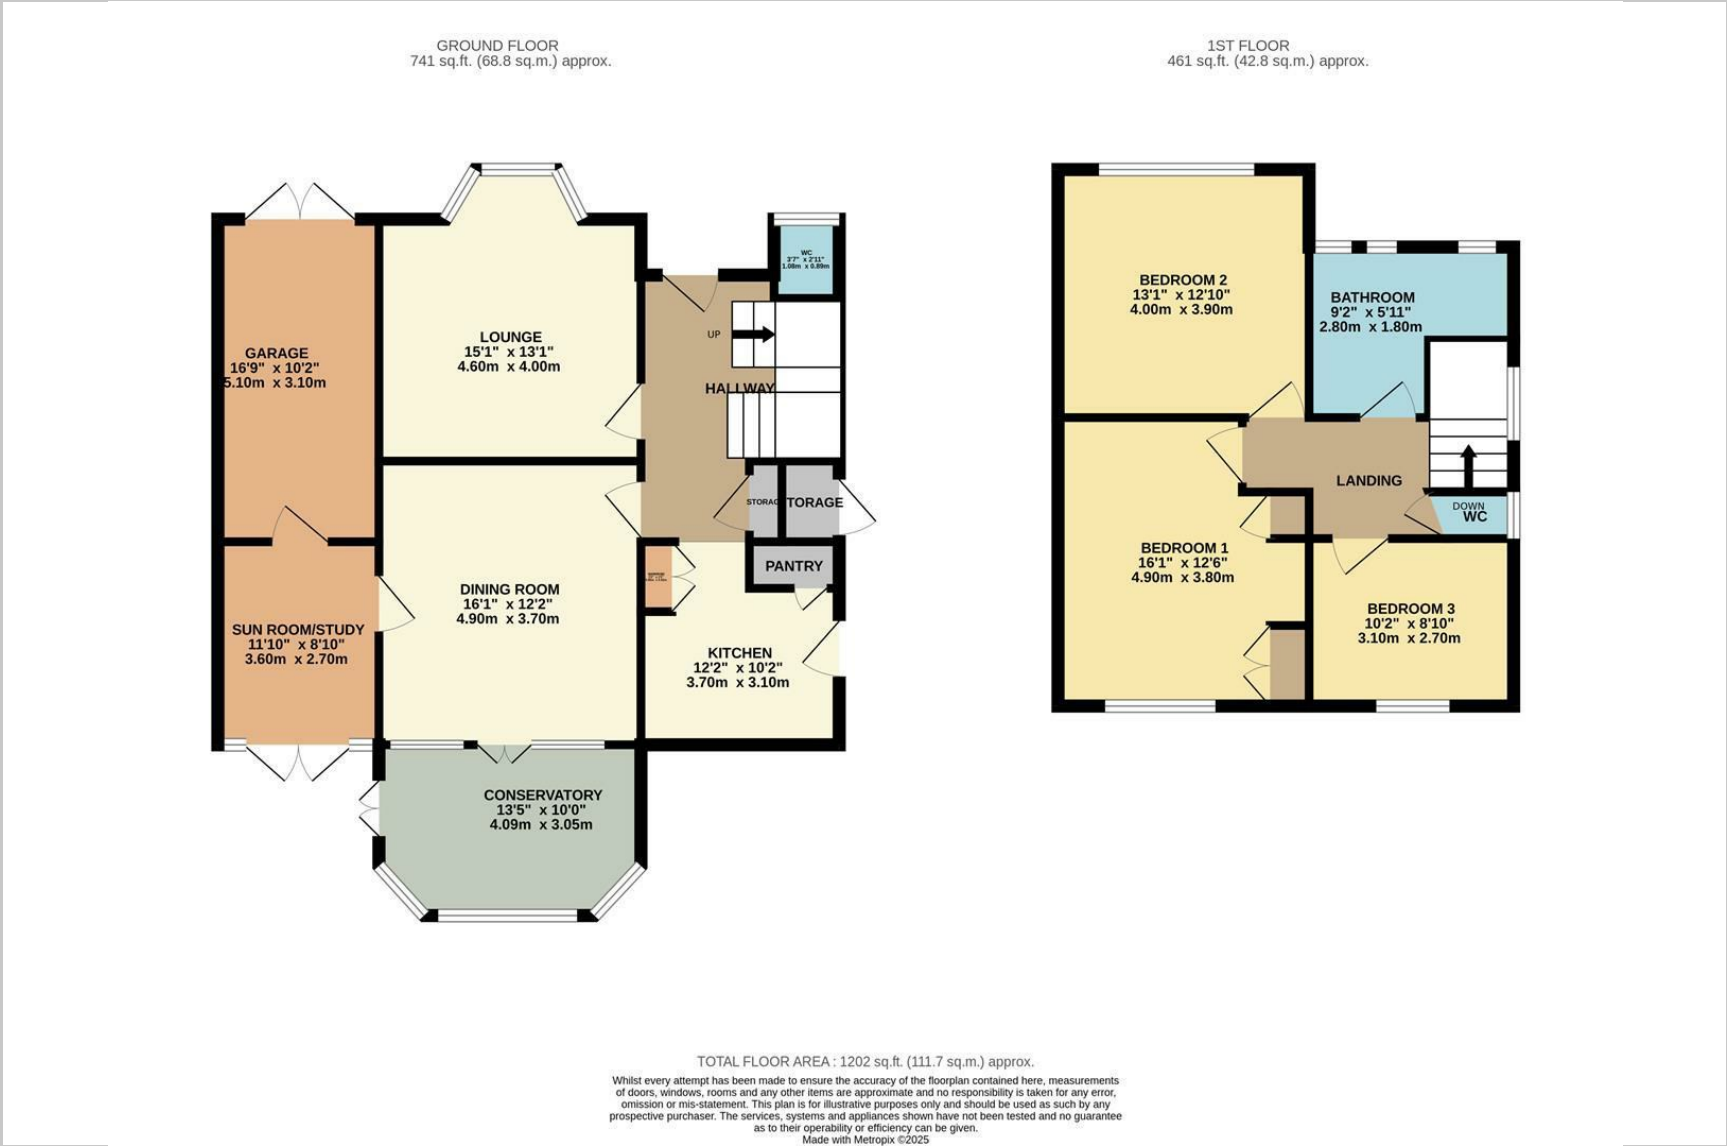 GROUND FLOOR
741 sq.ft. (68.8 sq.m.) approx.
1ST FLOOR
461 sq.ft. (42.8 sq.m.) approx.
WC
3'7" x 2'11"
1.08m x 0.89m
LOUNGE
15'1" x 13'1"
4.60m x 4.00m
GARAGE
16'9" x 10'2"
5.10m x 3.10m
UP
HALLWAY
STORAG
TORAGE
PANTRY
DINING ROOM
16'1" x 12'2"
4.90m x 3.70m
SUN ROOM/STUDY
11'10" x 8'10"
3.60m x 2.70m
KITCHEN
12'2" x 10'2"
3.70m x 3.10m
CONSERVATORY
13'5" x 10'0"
4.09m x 3.05m
BEDROOM 2
13'1" x 12'10"
4.00m x 3.90m
BATHROOM
9'2" x 5'11"
2.80m x 1.80m
LANDING
DOWN
WC
BEDROOM 1
16'1" x 12'6"
4.90m x 3.80m
BEDROOM 3
10'2" x 8'10"
3.10m x 2.70m
TOTAL FLOOR AREA : 1202 sq.ft. (111.7 sq.m.) approx.
Whilst every attempt has been made to ensure the accuracy of the floorplan contained here, measurements
of doors, windows, rooms and any other items are approximate and no responsibility is taken for any error,
omission or mis-statement. This plan is for illustrative purposes only and should be used as such by any
prospective purchaser. The services, systems and appliances shown have not been tested and no guarantee
as to their operability or efficiency can be given.
Made with Metropix ©2025